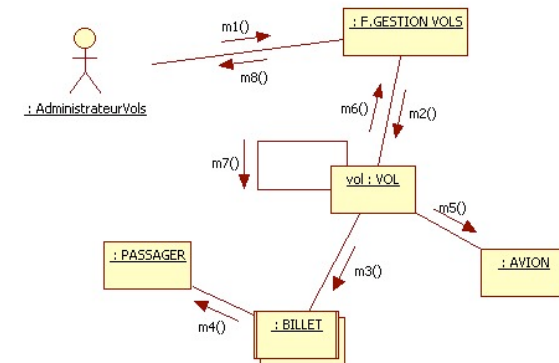 m1()
: F.GESTION VOLS
m8()
: AdministrateurVols
m6()
m2()
m7()
vol : VOL
m5()
: PASSAGER
: AVION
m3()
m4()
: BILLET